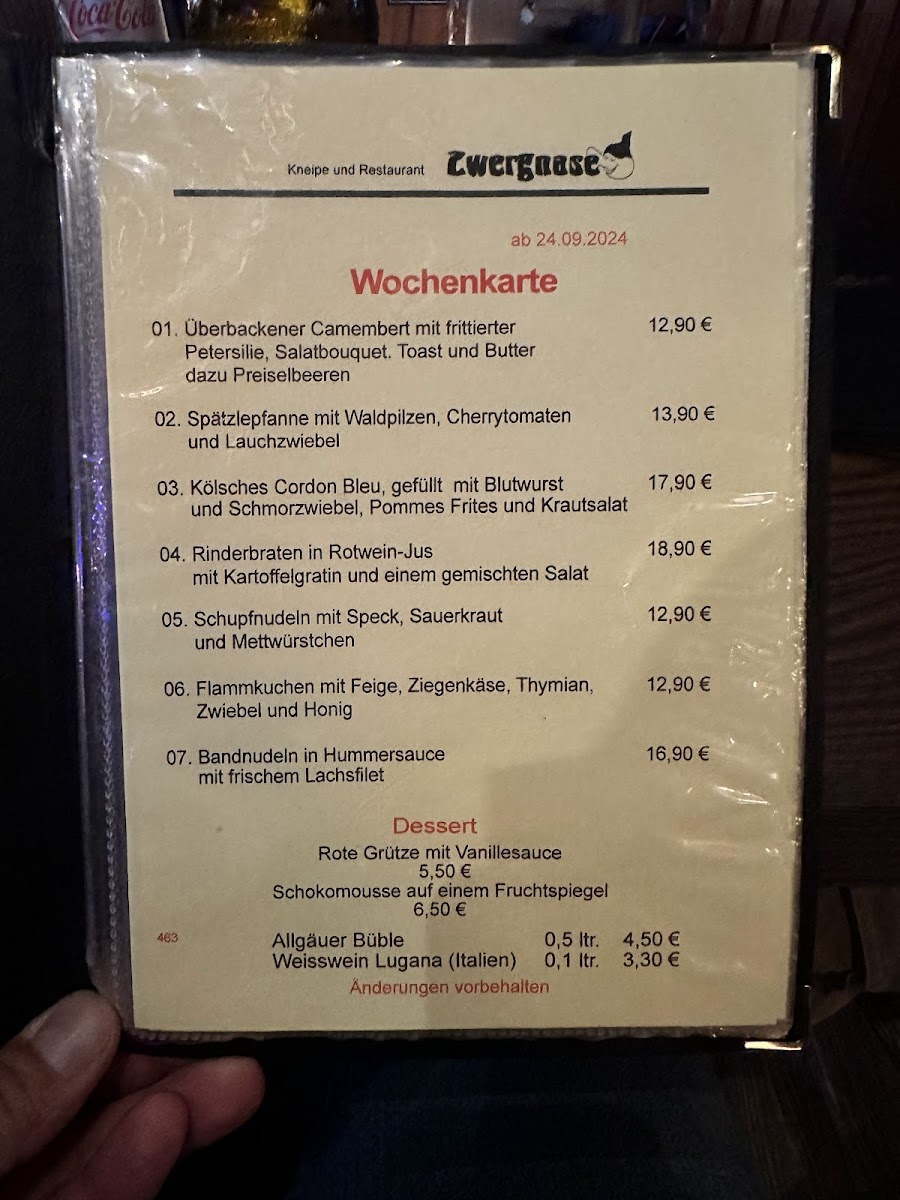 Coca-Cola
Kneipe und Restaurant Zwergnase
ab 24.09.2024
Wochenkarte
01. Überbackener Camembert mit frittierter 12,90 €
Petersilie, Salatbouquet. Toast und Butter
dazu Preiselbeeren
02. Spätzlepfanne mit Waldpilzen, Cherrytomaten 13,90 €
und Lauchzwiebel
03. Kölsches Cordon Bleu, gefüllt mit Blutwurst 17,90 €
und Schmorzwiebel, Pommes Frites und Krautsalat
04. Rinderbraten in Rotwein-Jus 18,90 €
mit Kartoffelgratin und einem gemischten Salat
05. Schupfnudeln mit Speck, Sauerkraut 12,90 €
und Mettwürstchen
06. Flammkuchen mit Feige, Ziegenkäse, Thymian, 12,90 €
Zwiebel und Honig
07. Bandnudeln in Hummersauce 16,90 €
mit frischem Lachsfilet
Dessert
Rote Grütze mit Vanillesauce
5,50 €
Schokomousse auf einem Fruchtspiegel
6,50 €
463 Allgäuer Büble 0,5 ltr. 4,50 €
Weisswein Lugana (Italien) 0,1 ltr. 3,30 €
Änderungen vorbehalten